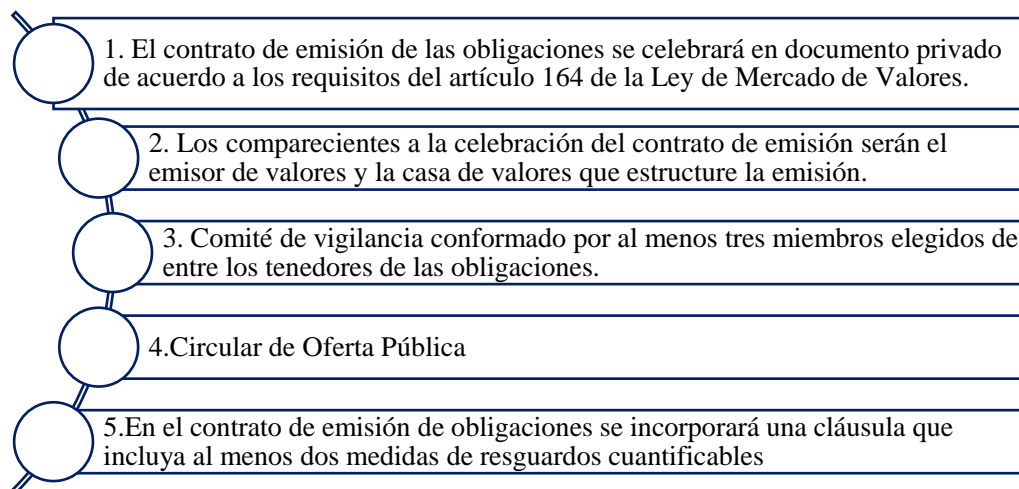 1. El contrato de emisión de las obligaciones se celebrará en documento privado
de acuerdo a los requisitos del artículo 164 de la Ley de Mercado de Valores.
2. Los comparecientes a la celebración del contrato de emisión serán el
emisor de valores y la casa de valores que estructure la emisión.
3. Comité de vigilancia conformado por al menos tres miembros elegidos de
entre los tenedores de las obligaciones.
4.Circular de Oferta Pública
5.En el contrato de emisión de obligaciones se incorporará una cláusula que
incluya al menos dos medidas de resguardos cuantificables